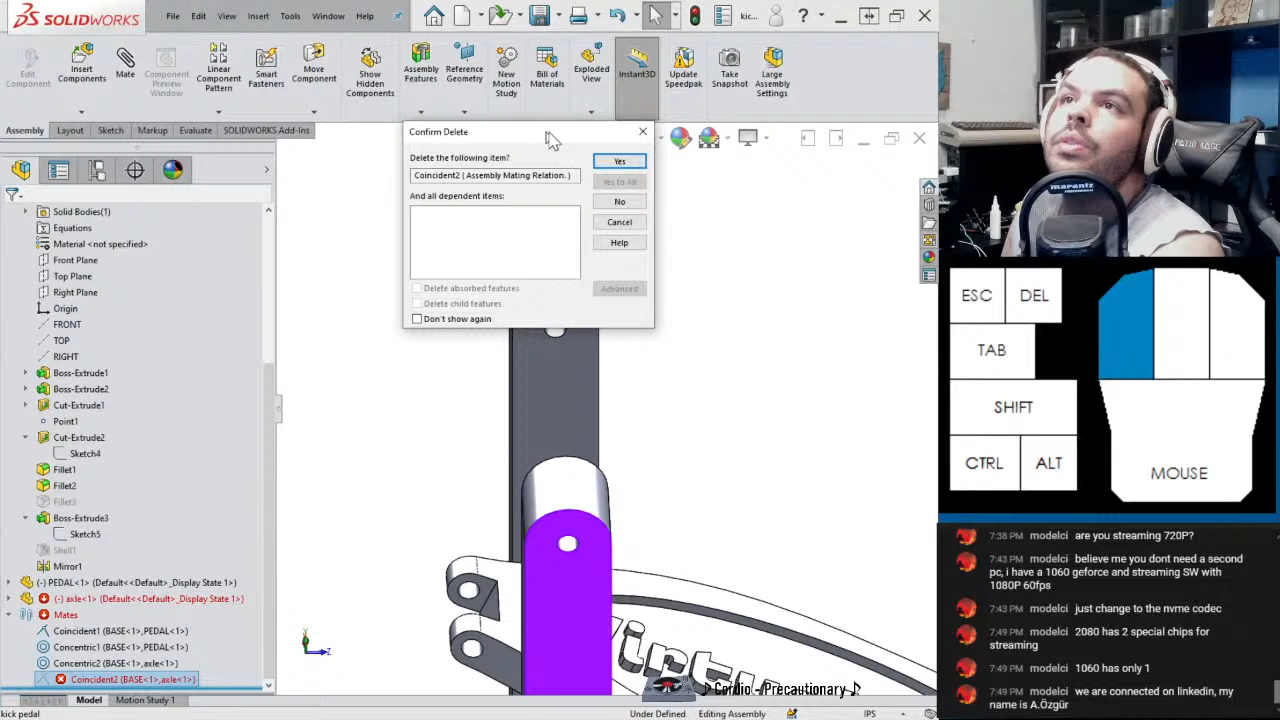 SOLIDWORKS
File Edit View Insert Tools Window Help
kic... ?
Edit Component
Insert Components
Mate
Component Preview Window
Linear Component Pattern
Smart Fasteners
Move Component
Show Hidden Components
Assembly Features
Reference Geometry
New Motion Study
Bill of Materials
Exploded View
Instant3D
Update Speedpak
Take Snapshot
Large Assembly Settings
Assembly Layout Sketch Markup Evaluate SOLIDWORKS Add-Ins
Solid Bodies(1)
Equations
Material <not specified>
Front Plane
Top Plane
Right Plane
Origin
FRONT
TOP
RIGHT
Boss-Extrude1
Boss-Extrude2
Cut-Extrude1
Point1
Cut-Extrude2
Sketch4
Fillet1
Fillet2
Fillet3
Boss-Extrude3
Sketch5
Shell1
Mirror1
(-) PEDAL<1> (Default<<Default>_Display State 1>)
(-) axle<1> (Default<<Default>_Display State 1>)
Mates
Coincident1 (BASE<1>,PEDAL<1>)
Concentric1 (BASE<1>,PEDAL<1>)
Concentric2 (BASE<1>,axle<1>)
Coincident2 (BASE<1>,axle<1>)
Model Motion Study 1
kick pedal
Confirm Delete
Delete the following item?
Coincident2 ( Assembly Mating Relation. )
And all dependent items:
Delete absorbed features
Delete child features
Don't show again
Yes
Yes to All
No
Cancel
Help
Advanced
Y
Z
♪ Cordio - Precautionary ♪
Under Defined Editing Assembly IPS
marantz
ESC DEL
TAB
SHIFT
CTRL ALT
MOUSE
7:38 PM modelci are you streaming 720P?
7:43 PM modelci believe me you dont need a second
pc, i have a 1060 geforce and streaming SW with
1080P 60fps
7:43 PM modelci just change to the nvme codec
7:49 PM modelci 2080 has 2 special chips for
streaming
7:49 PM modelci 1060 has only 1
7:49 PM modelci we are connected on linkedin, my
name is A.Özgür